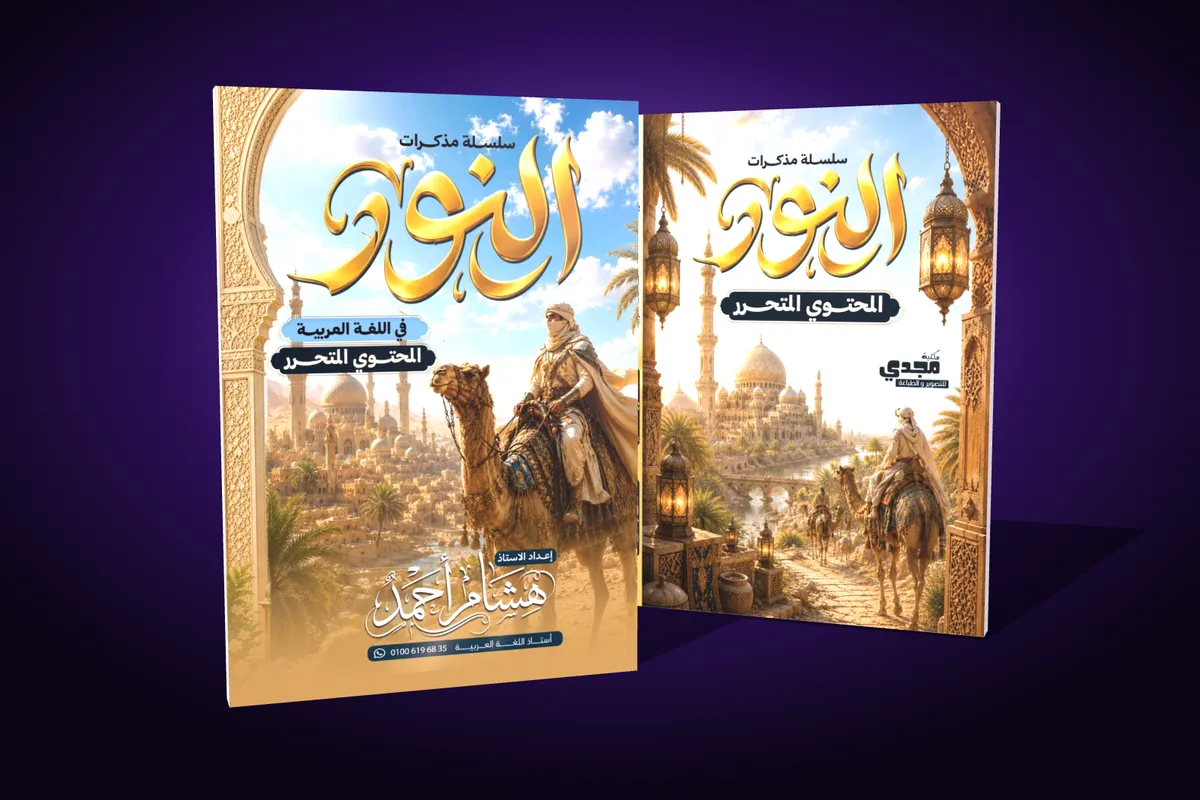 سلسلة مذكرات
النور
في اللغة العربية
المحتوي المتحرر
إعداد الاستاذ
هشام أحمد
أستاذ اللغة العربية 0100 619 68 35
سلسلة مذكرات
النور
المحتوي المتحرر
مكتبة
مجدي
للتصوير و الطباعة